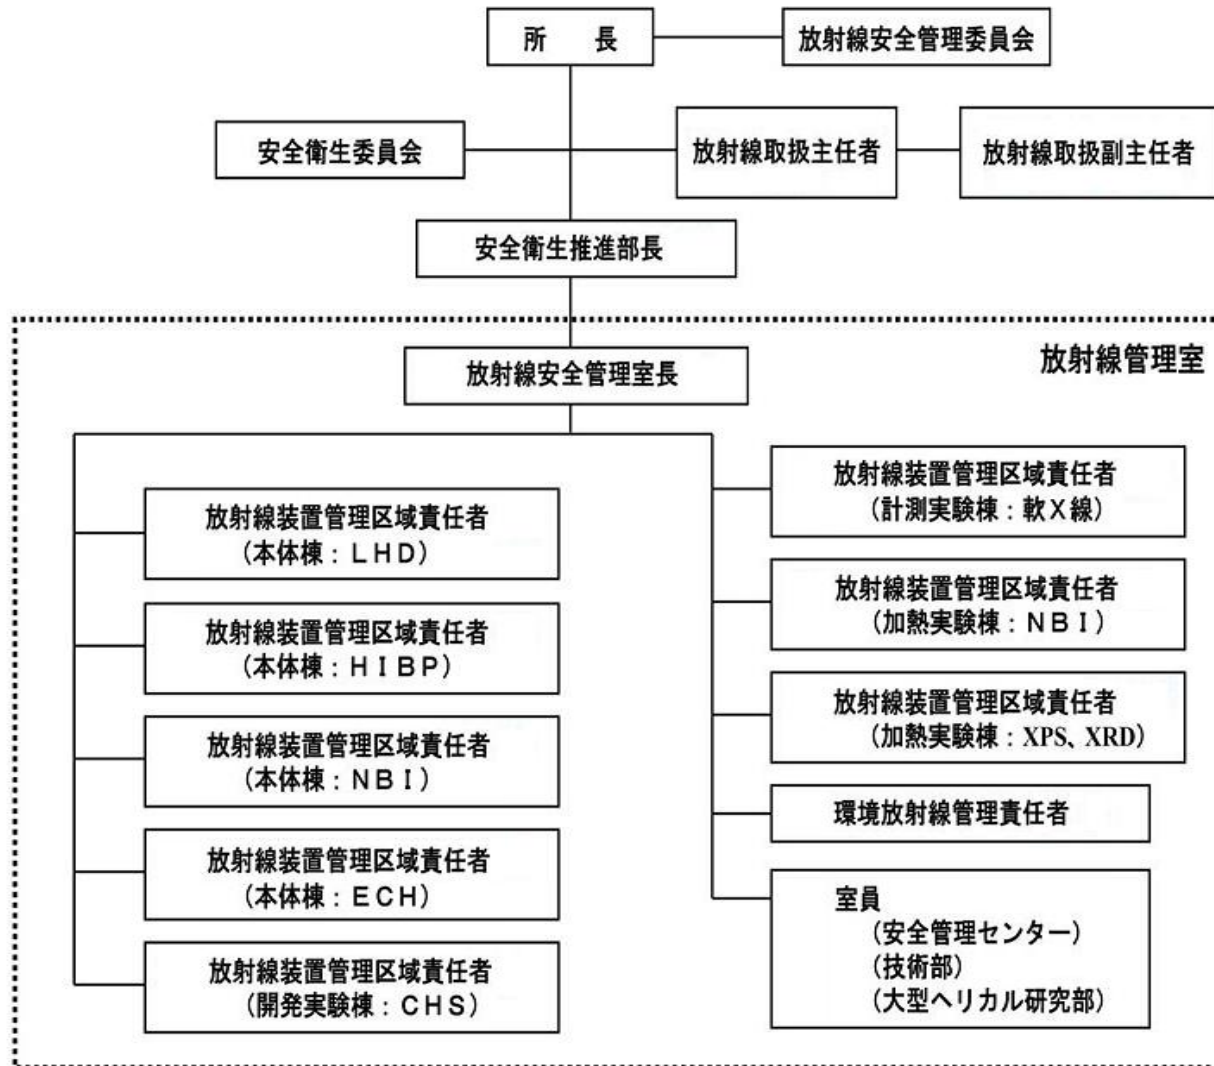 所　　長
放射線安全管理委員会
安全衛生委員会
放射線取扱主任者
放射線取扱副主任者
安全衛生推進部長
放射線管理室
放射線安全管理室長
放射線装置管理区域責任者
（本体棟：ＬＨＤ）
放射線装置管理区域責任者
（本体棟：ＨＩＢＰ）
放射線装置管理区域責任者
（本体棟：ＮＢＩ）
放射線装置管理区域責任者
（本体棟：ＥＣＨ）
放射線装置管理区域責任者
（開発実験棟：ＣＨＳ）
放射線装置管理区域責任者
（計測実験棟：軟Ｘ線）
放射線装置管理区域責任者
（加熱実験棟：ＮＢＩ）
放射線装置管理区域責任者
（加熱実験棟：XPS、XRD）
環境放射線管理責任者
室員
（安全管理センター）
（技術部）
（大型ヘリカル研究部）